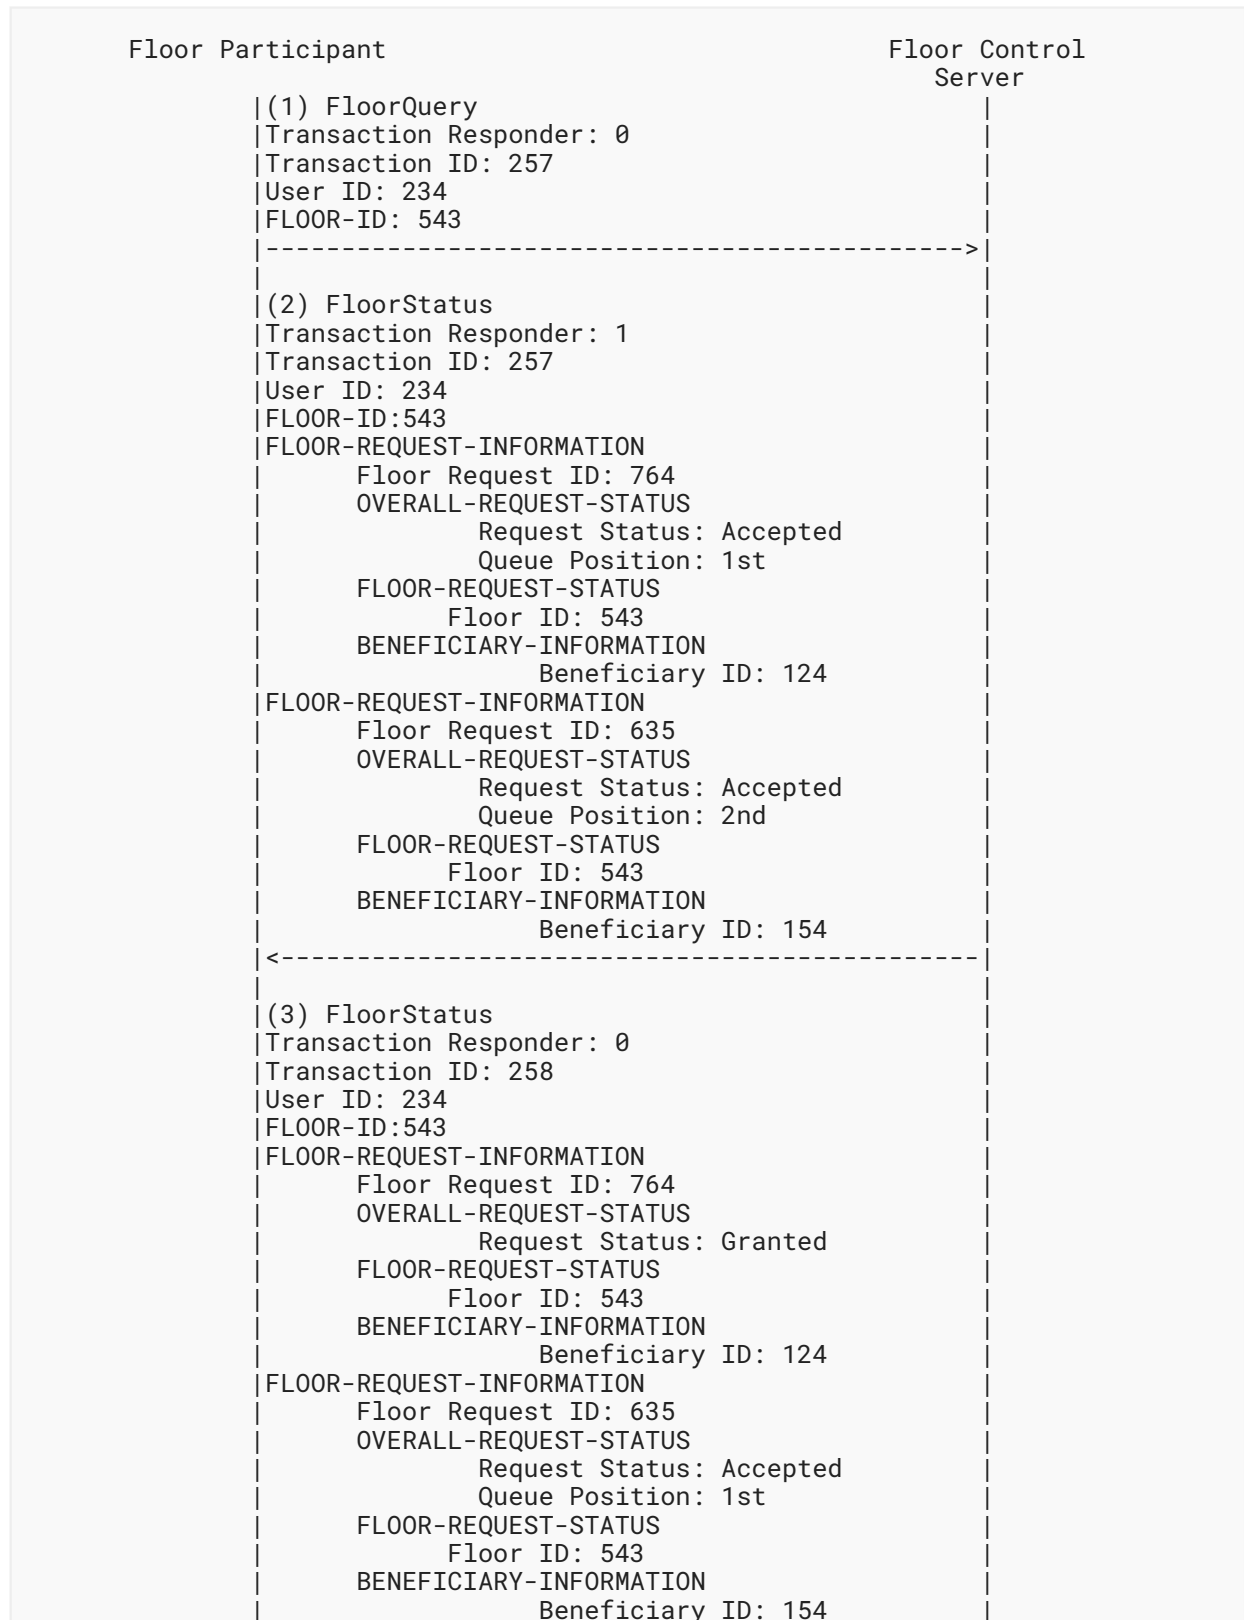 Floor Participant                                 Floor Control
                                                     Server
        |(1) FloorQuery                                 |
        |Transaction Responder: 0                       |
        |Transaction ID: 257                            |
        |User ID: 234                                   |
        |FLOOR-ID: 543                                  |
        |---------------------------------------------->|
        |                                               |
        |(2) FloorStatus                                |
        |Transaction Responder: 1                       |
        |Transaction ID: 257                            |
        |User ID: 234                                   |
        |FLOOR-ID:543                                   |
        |FLOOR-REQUEST-INFORMATION                      |
        |      Floor Request ID: 764                    |
        |      OVERALL-REQUEST-STATUS                   |
        |              Request Status: Accepted         |
        |              Queue Position: 1st              |
        |      FLOOR-REQUEST-STATUS                     |
        |            Floor ID: 543                      |
        |      BENEFICIARY-INFORMATION                  |
        |                  Beneficiary ID: 124          |
        |FLOOR-REQUEST-INFORMATION                      |
        |      Floor Request ID: 635                    |
        |      OVERALL-REQUEST-STATUS                   |
        |              Request Status: Accepted         |
        |              Queue Position: 2nd              |
        |      FLOOR-REQUEST-STATUS                     |
        |            Floor ID: 543                      |
        |      BENEFICIARY-INFORMATION                  |
        |                  Beneficiary ID: 154          |
        |<----------------------------------------------|
        |                                               |
        |(3) FloorStatus                                |
        |Transaction Responder: 0                       |
        |Transaction ID: 258                            |
        |User ID: 234                                   |
        |FLOOR-ID:543                                   |
        |FLOOR-REQUEST-INFORMATION                      |
        |      Floor Request ID: 764                    |
        |      OVERALL-REQUEST-STATUS                   |
        |              Request Status: Granted          |
        |      FLOOR-REQUEST-STATUS                     |
        |            Floor ID: 543                      |
        |      BENEFICIARY-INFORMATION                  |
        |                  Beneficiary ID: 124          |
        |FLOOR-REQUEST-INFORMATION                      |
        |      Floor Request ID: 635                    |
        |      OVERALL-REQUEST-STATUS                   |
        |              Request Status: Accepted         |
        |              Queue Position: 1st              |
        |      FLOOR-REQUEST-STATUS                     |
        |            Floor ID: 543                      |
        |      BENEFICIARY-INFORMATION                  |
        |                  Beneficiary ID: 154          |